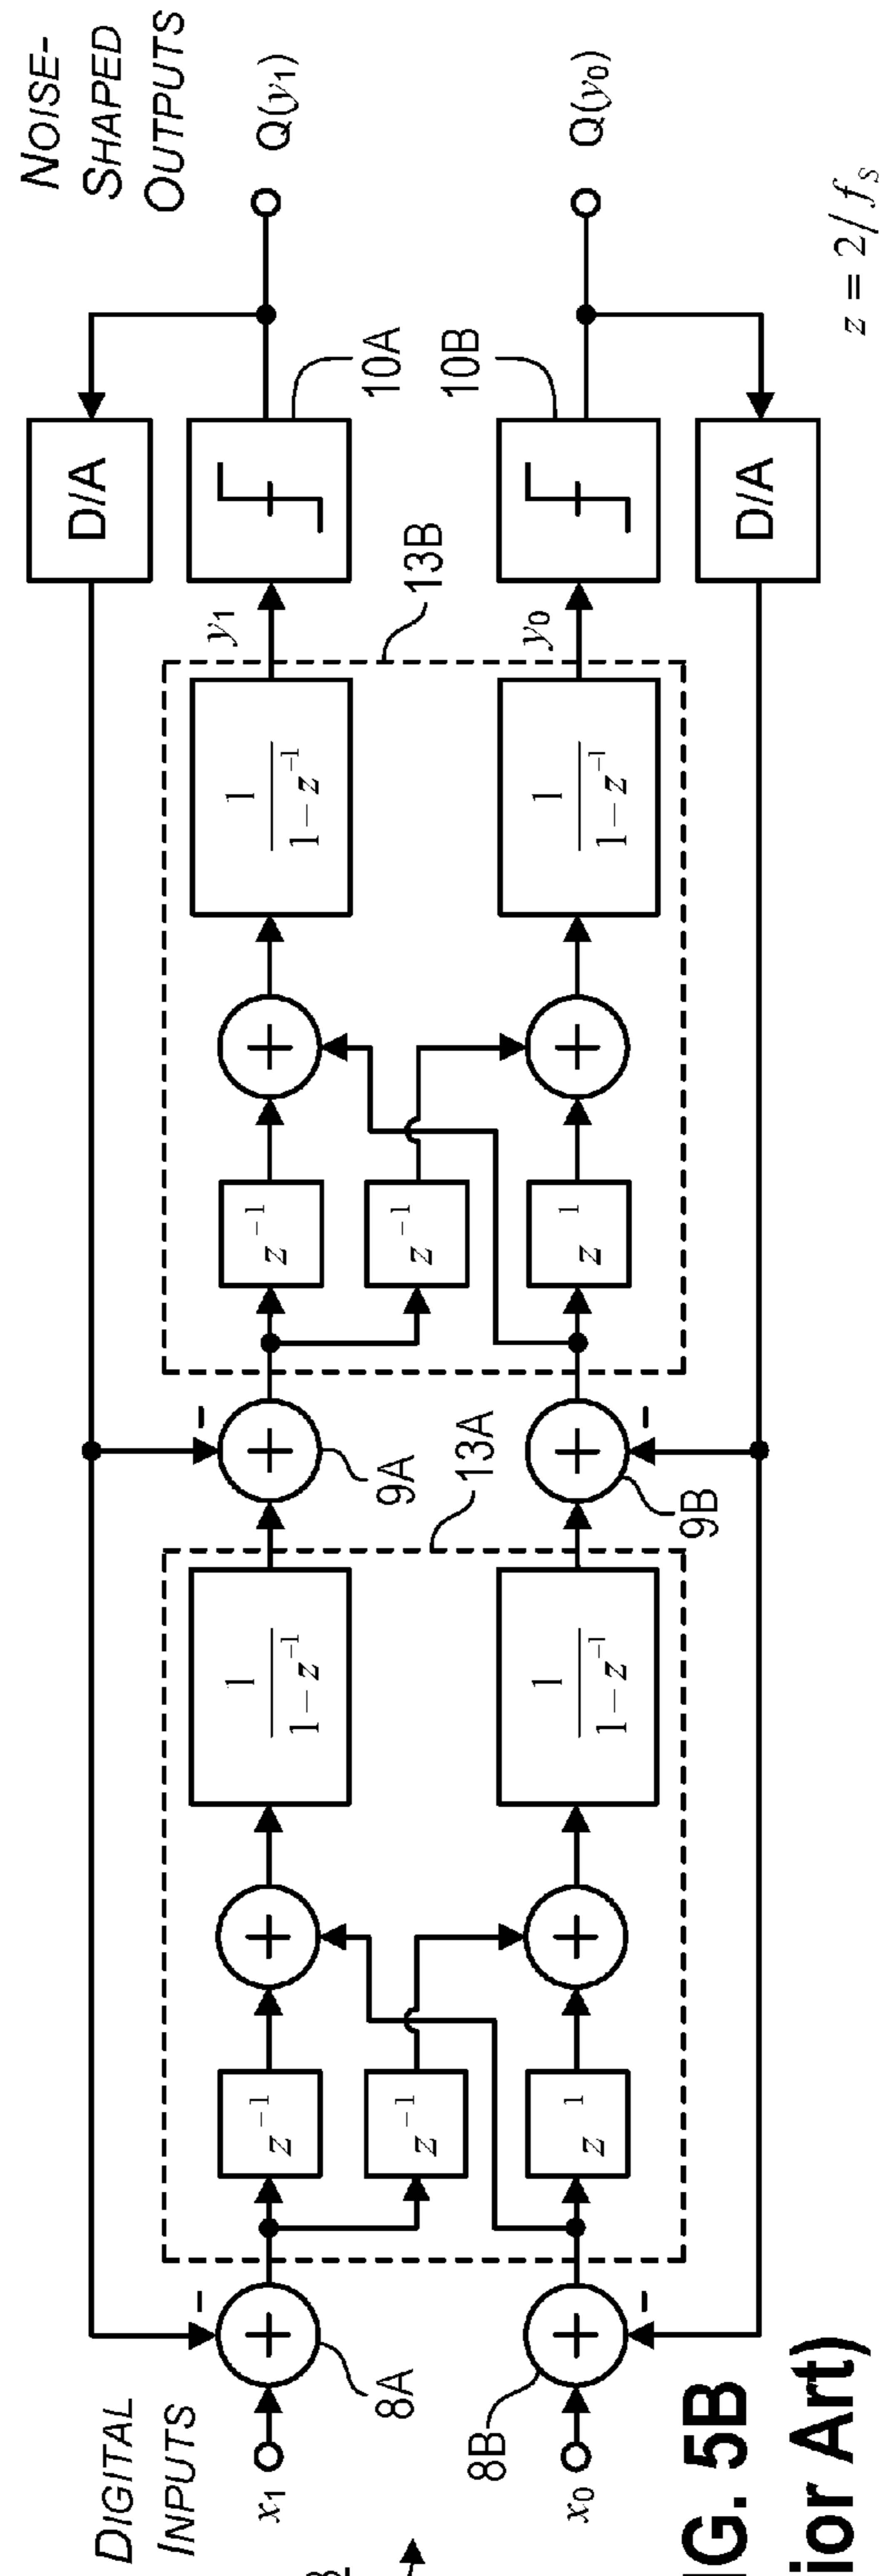 DIGITAL
INPUTS
NOISE-
SHAPED
OUTPUTS
D/A
x1
8A
+
-
z^-1
z^-1
+
1
1-z^-1
13A
+
-
9A
z^-1
z^-1
+
1
1-z^-1
13B
y1
10A
Q(y1)
x0
8B
+
-
z 1
+
1
1-z^-1
+
-
9B
z 1
+
1
1-z^-1
y0
10B
Q(y0)
D/A
z = 2/fS
G. 5B
ior Art)